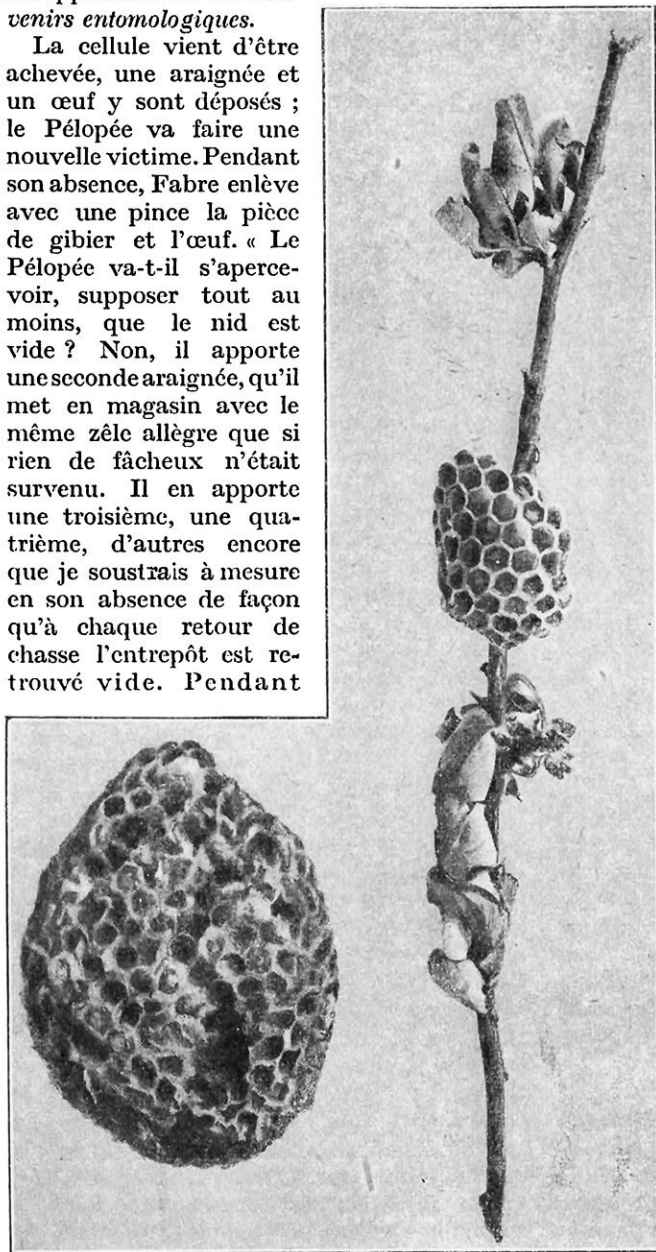 venirs entomologiques.
La cellule vient d'être
achevée, une araignée et
un œuf y sont déposés ;
le Pélopée va faire une
nouvelle victime. Pendant
son absence, Fabre enlève
avec une pince la pièce
de gibier et l'œuf. « Le
Pélopée va-t-il s'aperce-
voir, supposer tout au
moins, que le nid est
vide ? Non, il apporte
une seconde araignée, qu'il
met en magasin avec le
même zèle allègre que si
rien de fâcheux n'était
survenu. Il en apporte
une troisième, une qua-
trième, d'autres encore
que je soustrais à mesure
en son absence de façon
qu'à chaque retour de
chasse l'entrepôt est re-
trouvé vide. Pendant